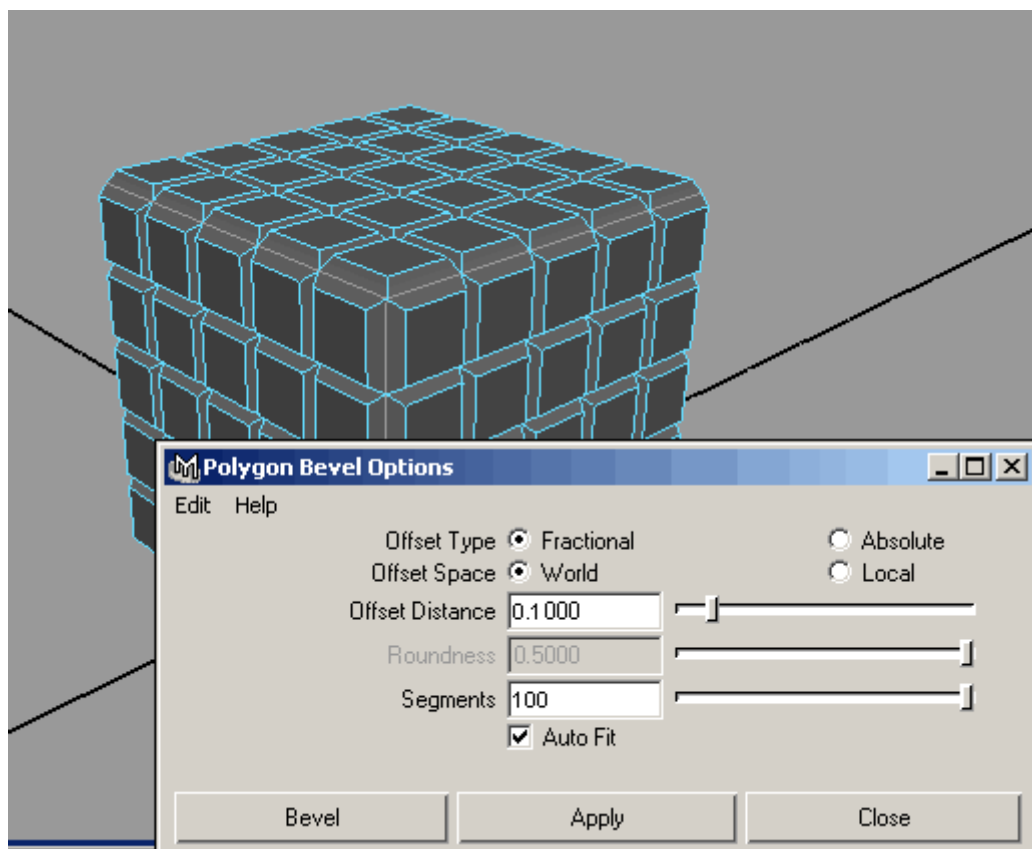 Polygon Bevel Options
Edit Help
Offset Type Fractional Absolute
Offset Space World Local
Offset Distance 0.1000
Roundness 0.5000
Segments 100
Auto Fit
Bevel Apply Close